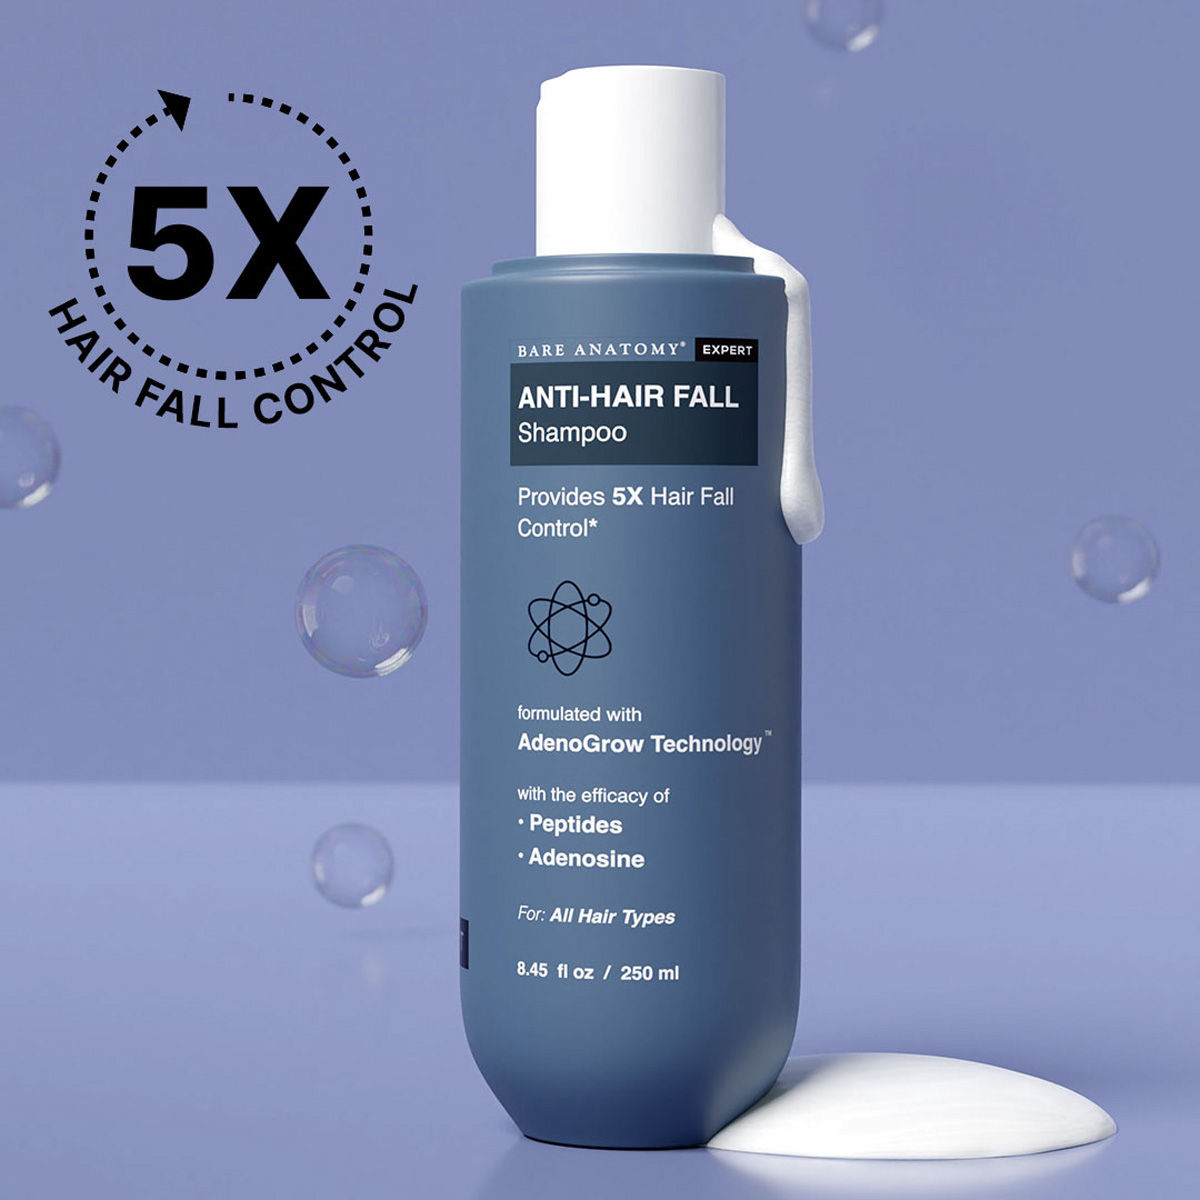 5X
HAIR FALL CONTROL
BARE ANATOMY® EXPERT
ANTI-HAIR FALL
Shampoo
Provides 5X Hair Fall
Control*
formulated with
AdenoGrow Technology™
with the efficacy of
• Peptides
• Adenosine
For: All Hair Types
8.45 fl oz / 250 ml